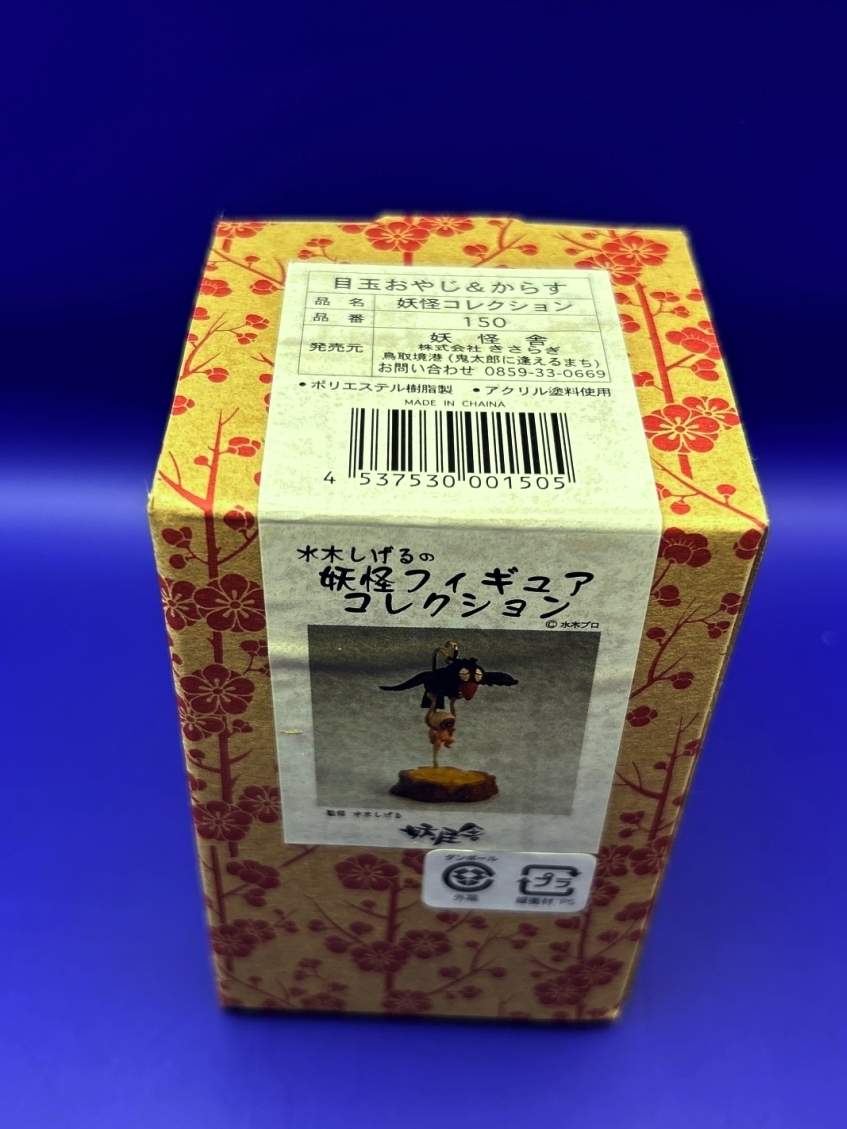 目玉おやじ&からす
品 名 妖怪コレクション
品 番 150
発売元 妖 怪 舎
株式会社 きさらぎ
鳥取境港(鬼太郎に逢えるまち)
お問い合わせ 0859-33-0669
•ポリエステル樹脂製 •アクリル塗料使用
MADE IN CHAINA
4 537530 001505
水木しげるの
妖怪フィギュア
コレクション
© 水木プロ
監修 水木しげる
妖怪舎
ダンボール
プラ
外箱
緩衝材 PS